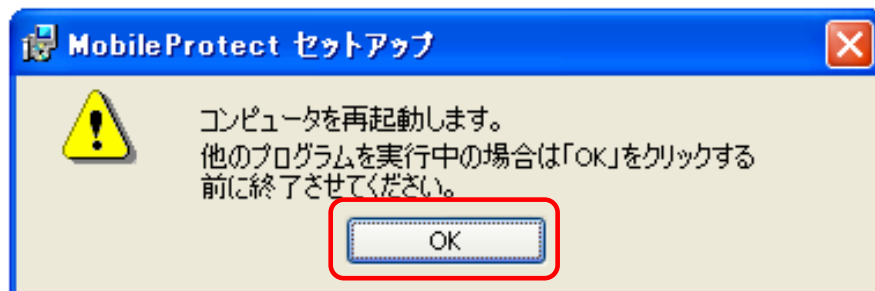 MobileProtect セットアップ
コンピュータを再起動します。
他のプログラムを実行中の場合は「OK」をクリックする
前に終了させてください。
OK